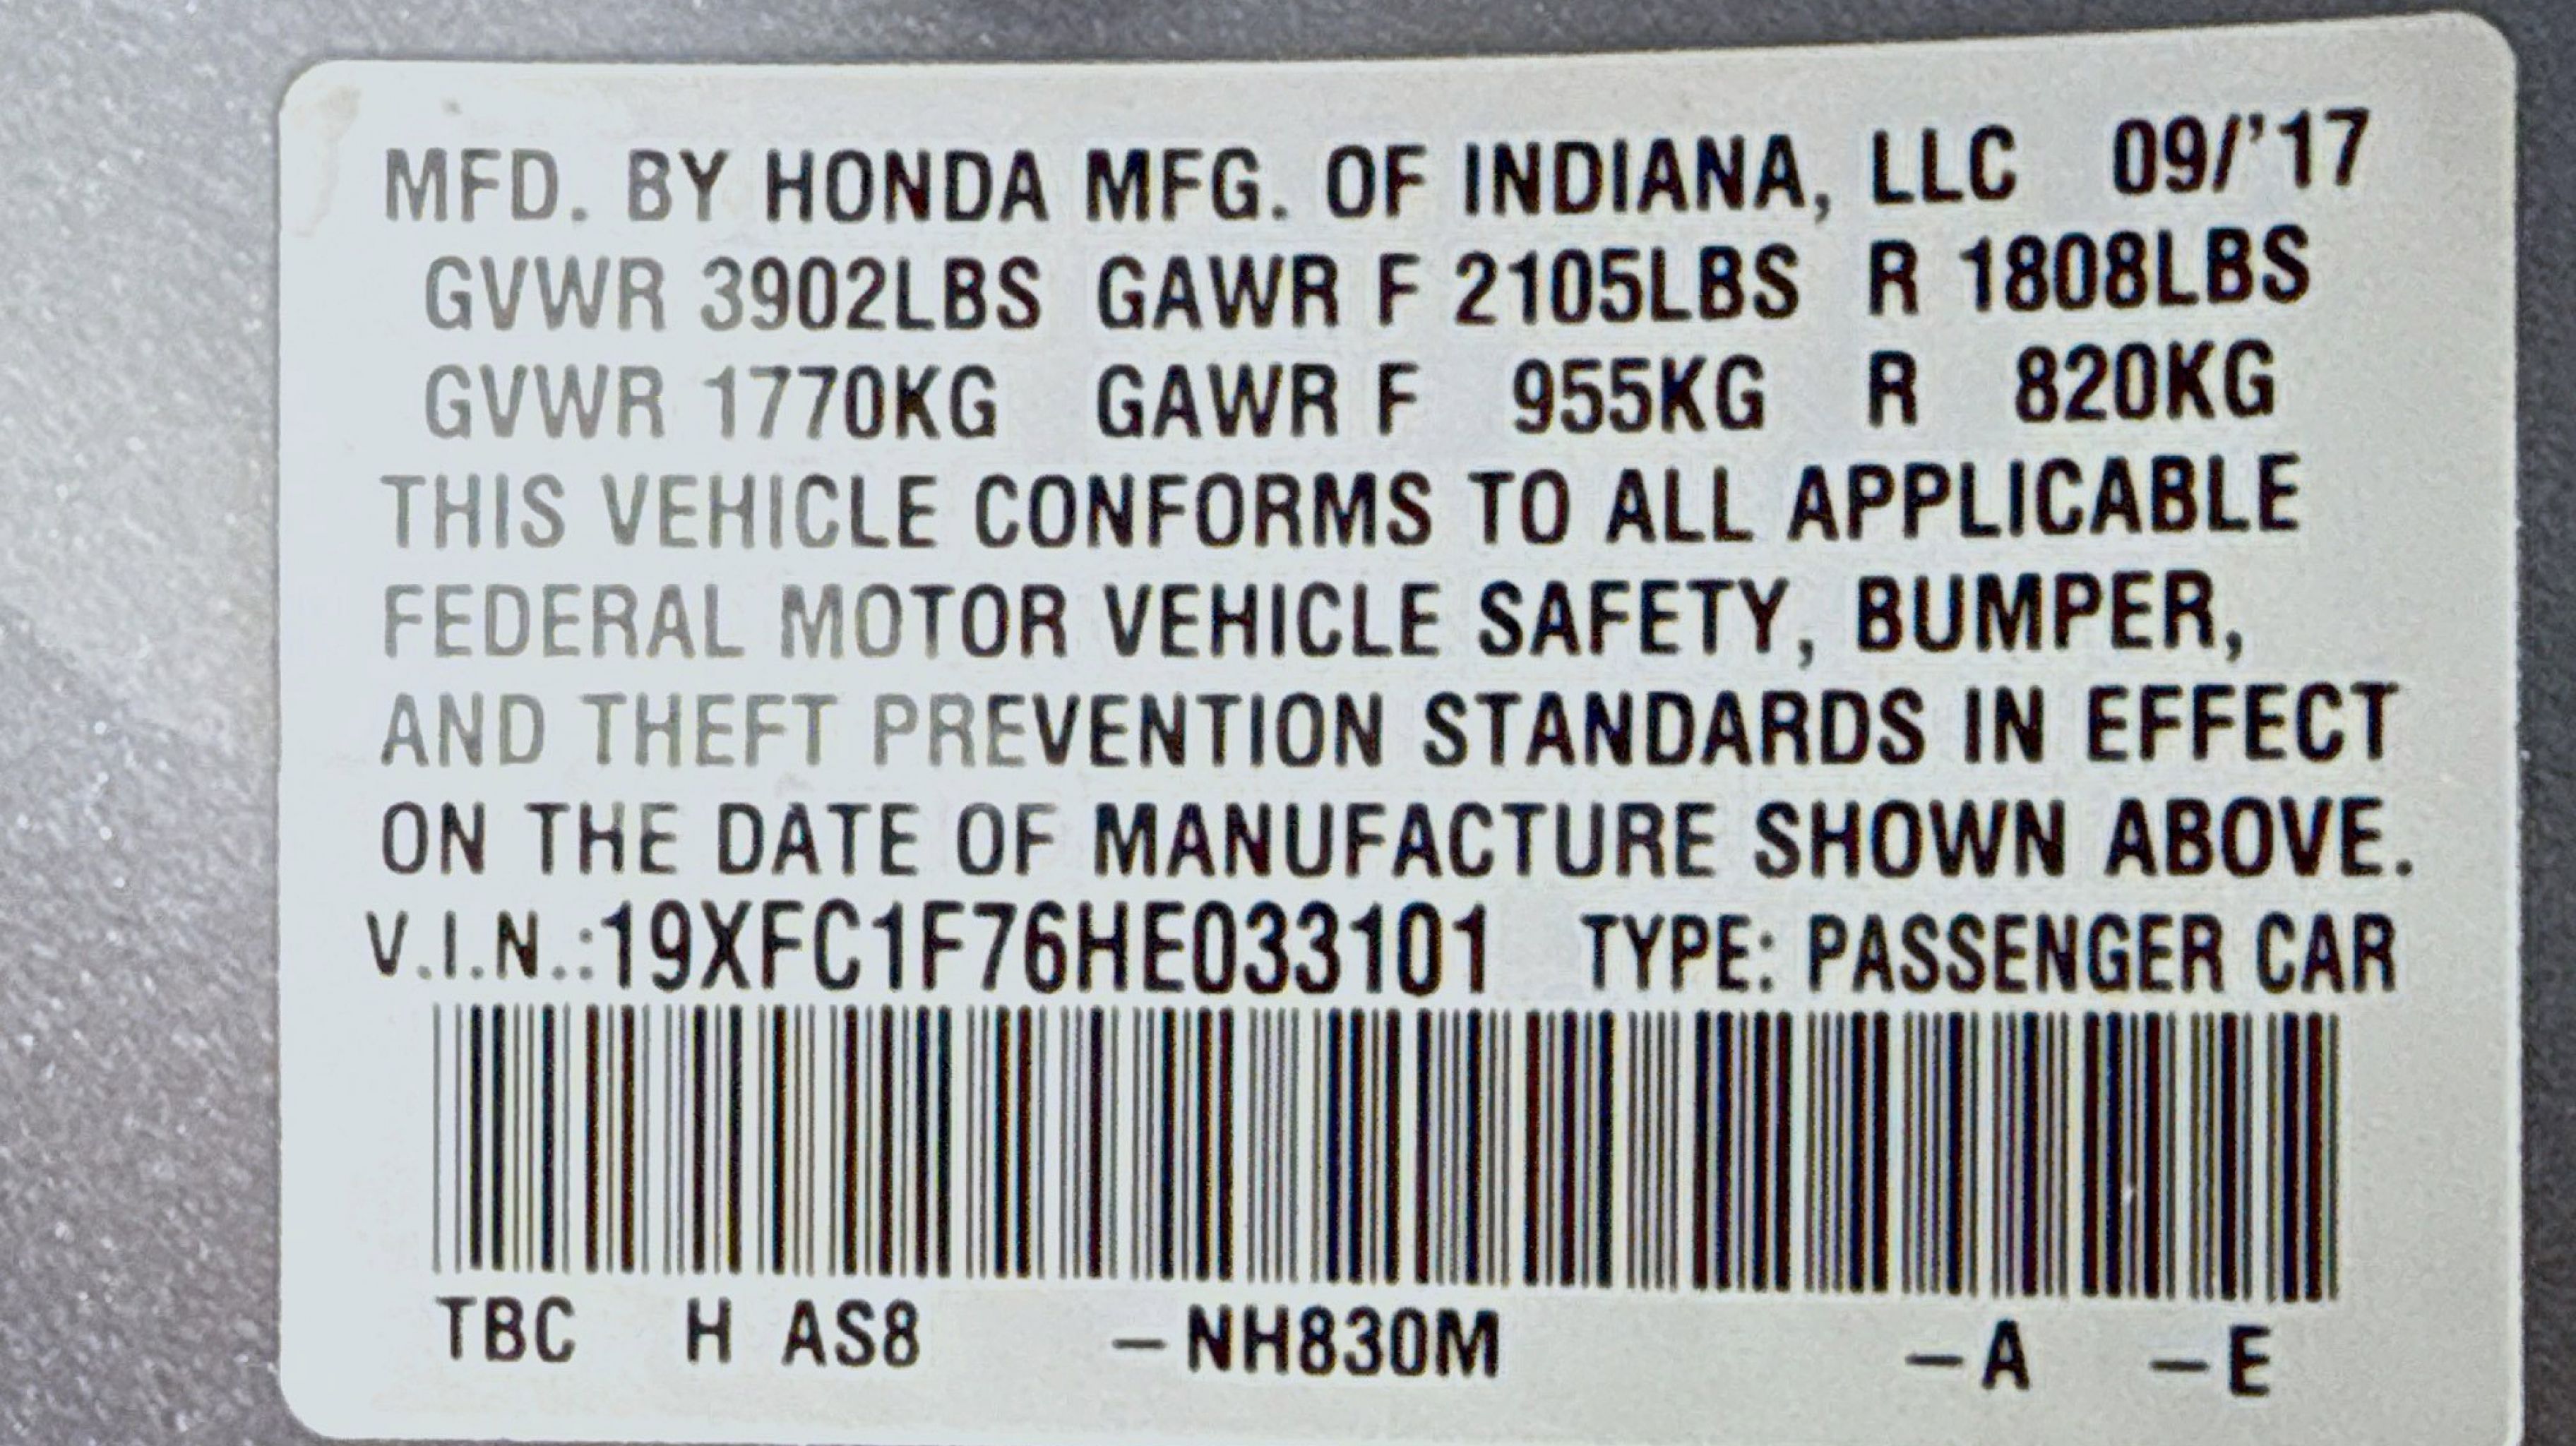 MFD. BY HONDA MFG. OF INDIANA, LLC 09/'17
GVWR 3902LBS GAWR F 2105LBS R 1808LBS
GVWR 1770KG GAWR F 955KG R 820KG
THIS VEHICLE CONFORMS TO ALL APPLICABLE
FEDERAL MOTOR VEHICLE SAFETY, BUMPER,
AND THEFT PREVENTION STANDARDS IN EFFECT
ON THE DATE OF MANUFACTURE SHOWN ABOVE.
V.I.N.:19XFC1F76HE033101 TYPE: PASSENGER CAR
TBC H AS8 –NH830M –A –E